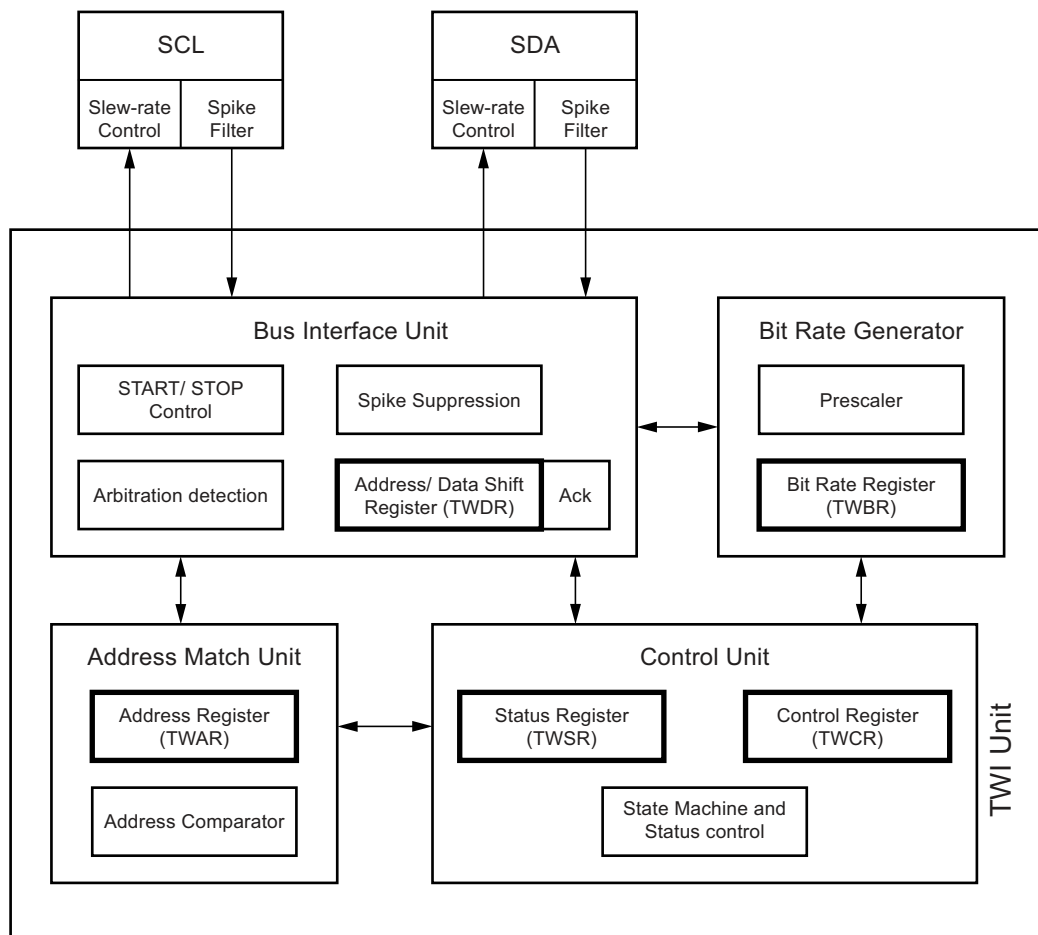 SCL
Slew-rate
Control
Spike
Filter
SDA
Slew-rate
Control
Spike
Filter
Bus Interface Unit
START/ STOP
Control
Spike Suppression
Arbitration detection
Address/ Data Shift
Register (TWDR)
Ack
Bit Rate Generator
Prescaler
Bit Rate Register
(TWBR)
Address Match Unit
Address Register
(TWAR)
Address Comparator
Control Unit
Status Register
(TWSR)
Control Register
(TWCR)
State Machine and
Status control
TWI Unit